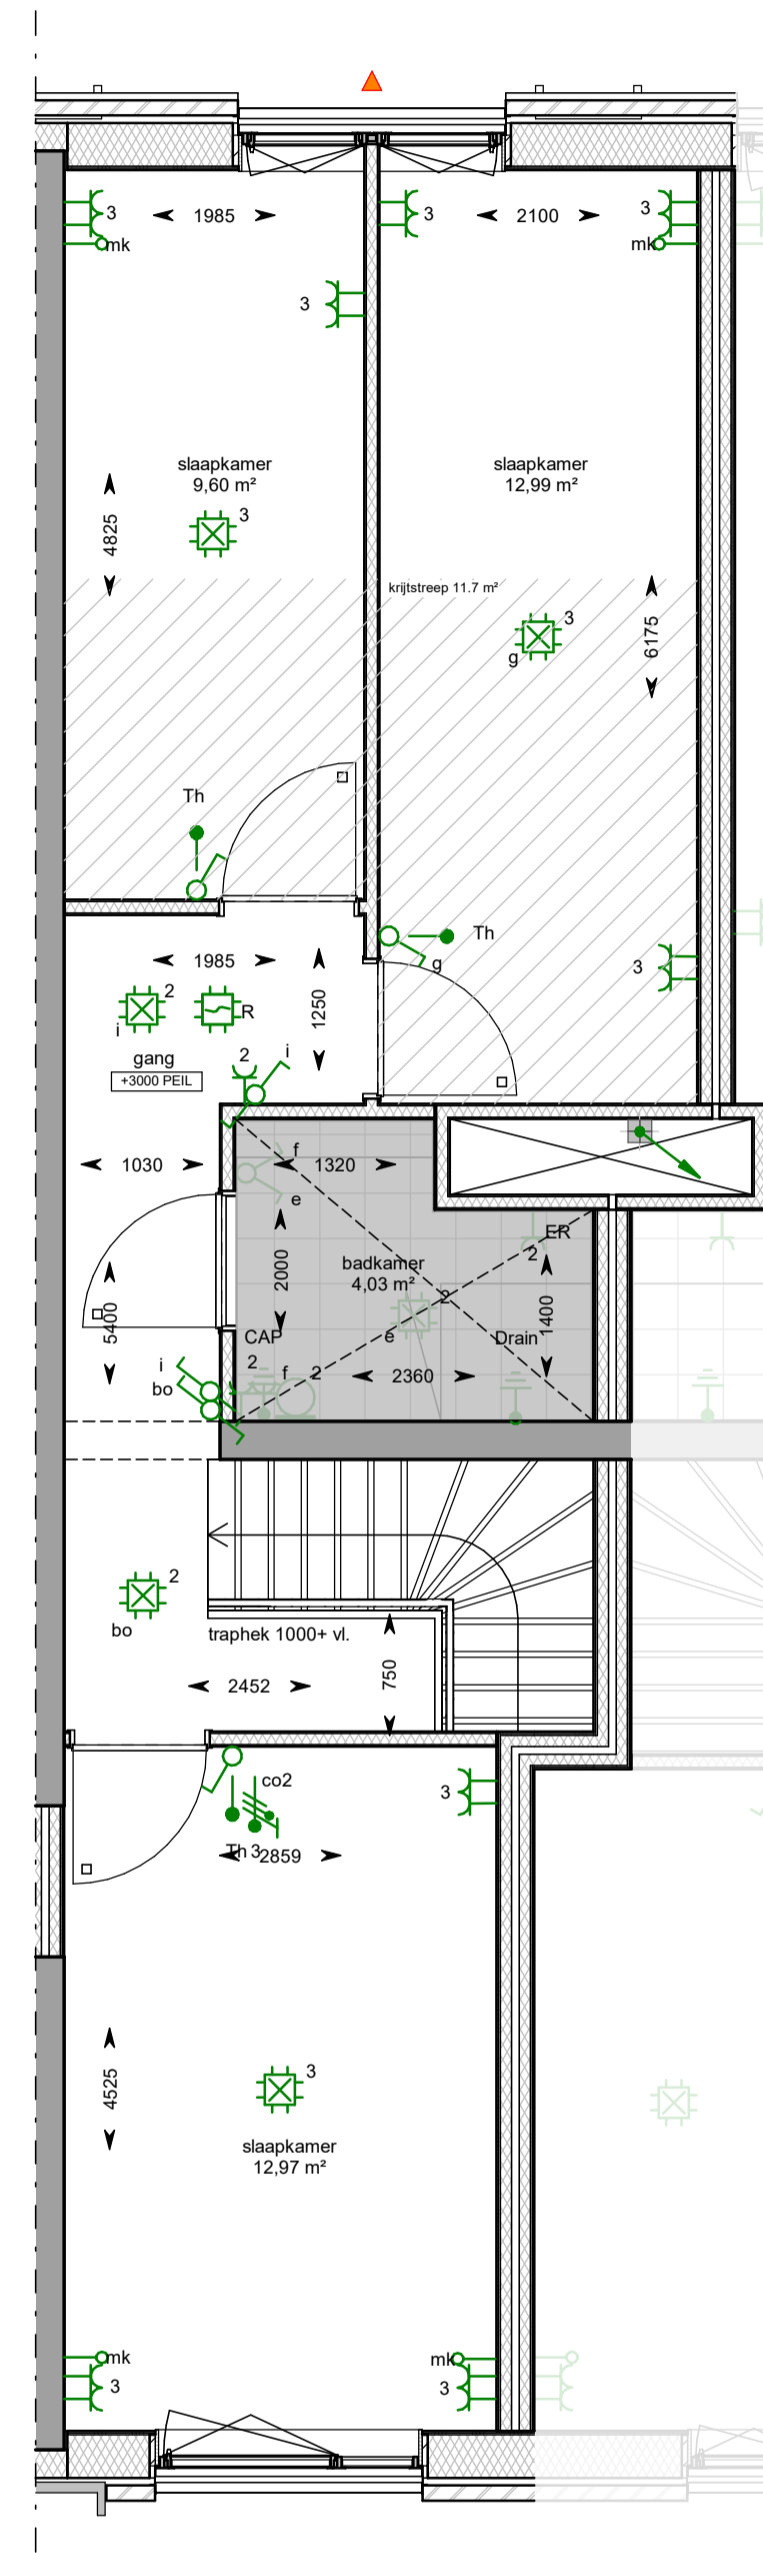 3
1985
3
2100
3
mk
mk
3
slaapkamer
9,60 m²
slaapkamer
12,99 m²
3
4825
krijtstreep 11.7 m²
3
g
6175
Th
Th
g
1985
3
2
i
R
1250
gang
+3000 PEIL
2
i
1030
f
1320
e
ER
2
badkamer
4,03 m²
2000
2
1400
5400
CAP
e
Drain
i
bo
2
f
2
2360
2
bo
traphek 1000+ vl.
750
2452
co2
3
Th 3
2859
4525
3
slaapkamer
12,97 m²
mk
3
mk
3